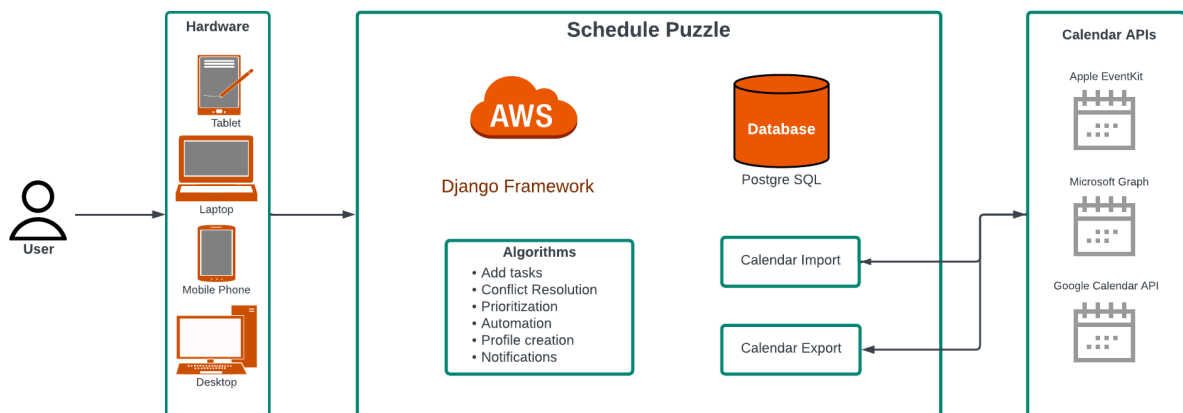 User
Hardware
Tablet
Laptop
Mobile Phone
Desktop
Schedule Puzzle
AWS
Django Framework
Database
Postgre SQL
Algorithms
• Add tasks
• Conflict Resolution
• Prioritization
• Automation
• Profile creation
• Notifications
Calendar Import
Calendar Export
Calendar APIs
Apple EventKit
Microsoft Graph
Google Calendar API